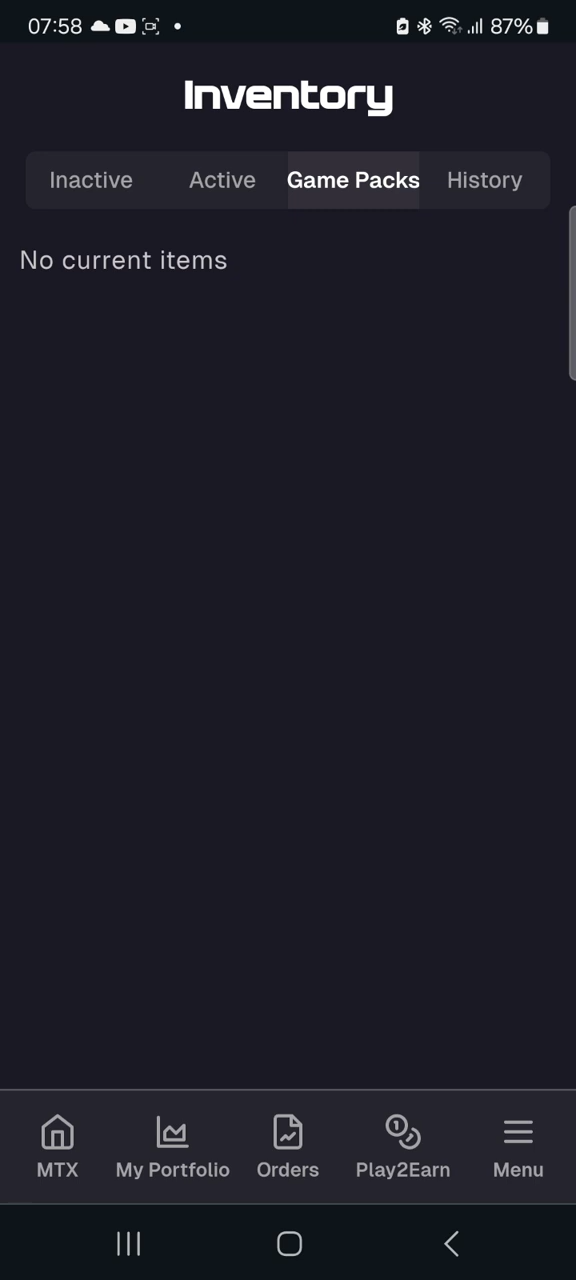 07:58 87%
Inventory
Inactive Active Game Packs History
No current items
MTX My Portfolio Orders Play2Earn Menu